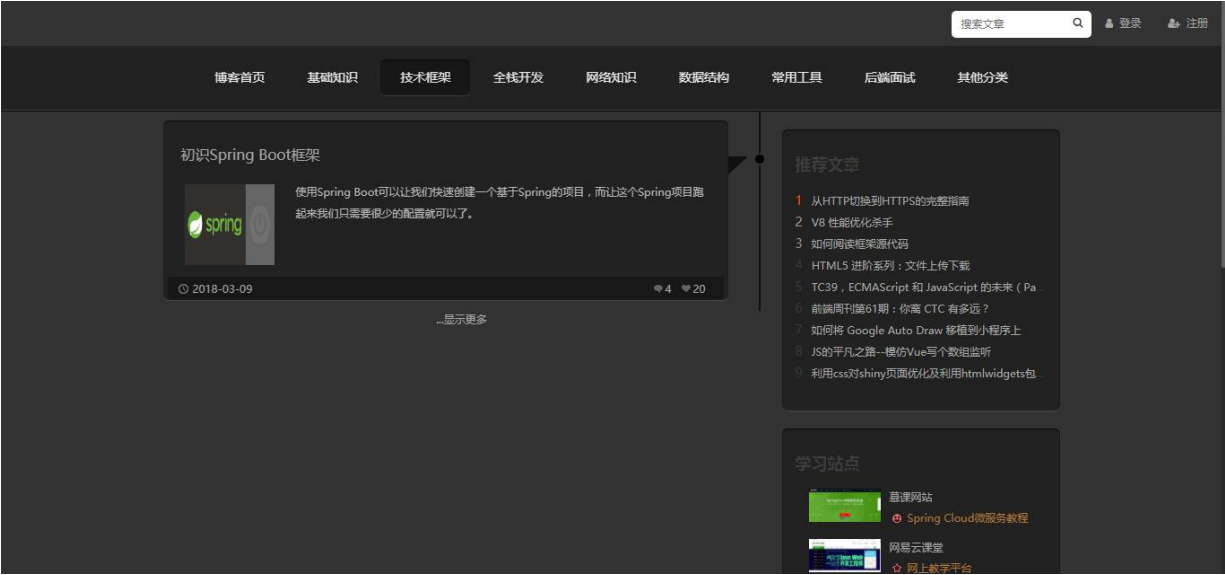 搜索文章
登录
注册
博客首页
基础知识
技术框架
全栈开发
网络知识
数据结构
常用工具
后端面试
其他分类
初识Spring Boot框架
spring
使用Spring Boot可以让我们快速创建一个基于Spring的项目，而让这个Spring项目跑
起来我们只需要很少的配置就可以了。
2018-03-09
4
20
...显示更多
推荐文章
1 从HTTP切换到HTTPS的完整指南
2 V8 性能优化杀手
3 如何阅读框架源代码
4 HTML5 进阶系列：文件上传下载
5 TC39，ECMAScript 和 JavaScript 的未来（Pa...
6 前端周刊第61期：你离 CTC 有多远？
7 如何将 Google Auto Draw 移植到小程序上
8 JS的平凡之路--模仿Vue写个数组监听
9 利用css对shiny页面优化及利用htmlwidgets包...
学习站点
慕课网站
Spring Cloud微服务教程
网易云课堂
网上教学平台